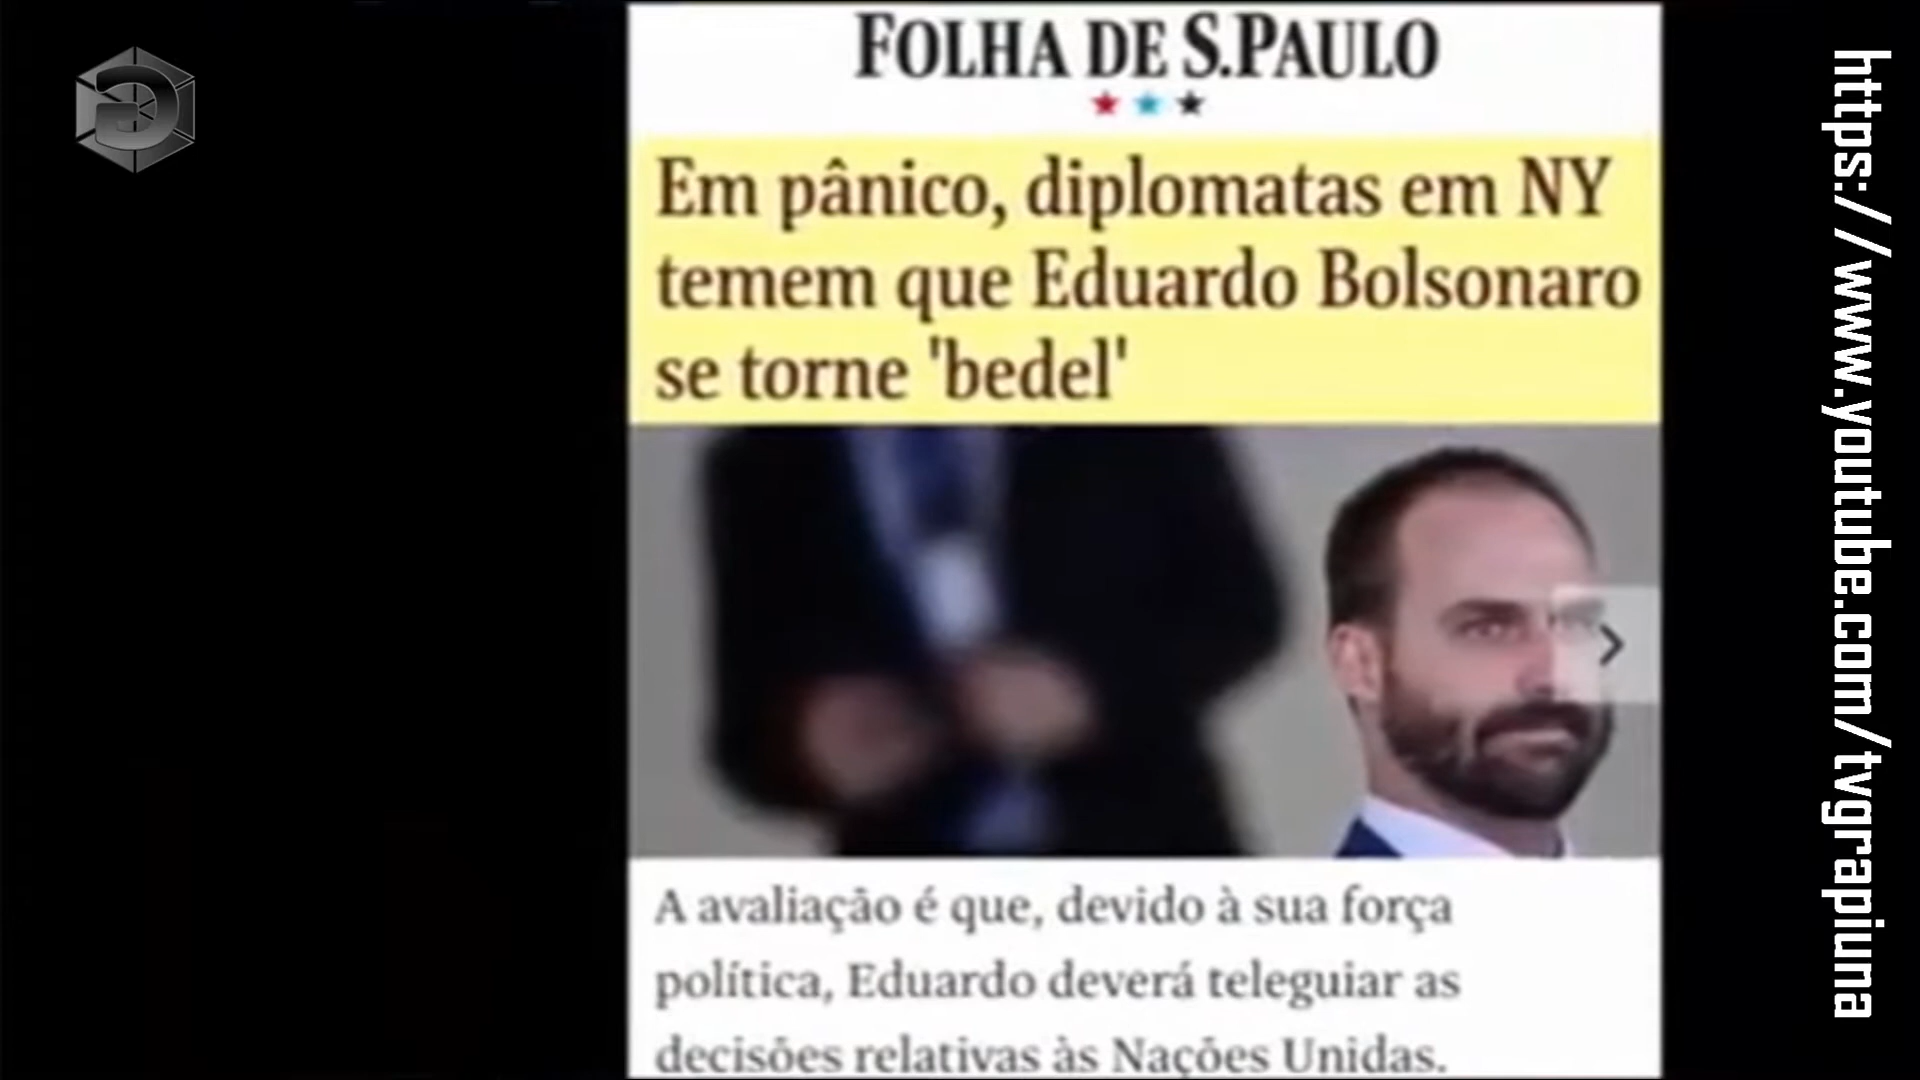 FOLHA DE S.PAULO
Em pânico, diplomatas em NY
temem que Eduardo Bolsonaro
se torne 'bedel'
A avaliação é que, devido à sua força
política, Eduardo deverá teleguiar as
decisões relativas às Nações Unidas.
https://www.youtube.com/tvgrapiuna